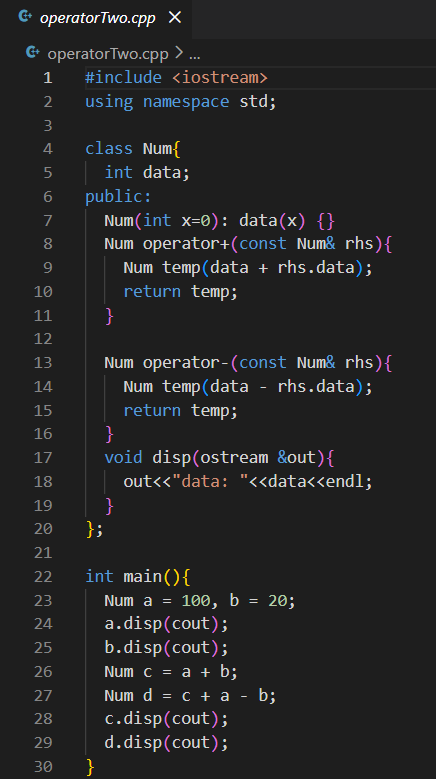 operatorTwo.cpp ×
operatorTwo.cpp > ...
1 #include <iostream>
2 using namespace std;
3
4 class Num{
5   int data;
6 public:
7   Num(int x=0): data(x) {}
8   Num operator+(const Num& rhs){
9     Num temp(data + rhs.data);
10     return temp;
11   }
12
13   Num operator-(const Num& rhs){
14     Num temp(data - rhs.data);
15     return temp;
16   }
17   void disp(ostream &out){
18     out<<"data: "<<data<<endl;
19   }
20 };
21
22 int main(){
23   Num a = 100, b = 20;
24   a.disp(cout);
25   b.disp(cout);
26   Num c = a + b;
27   Num d = c + a - b;
28   c.disp(cout);
29   d.disp(cout);
30 }